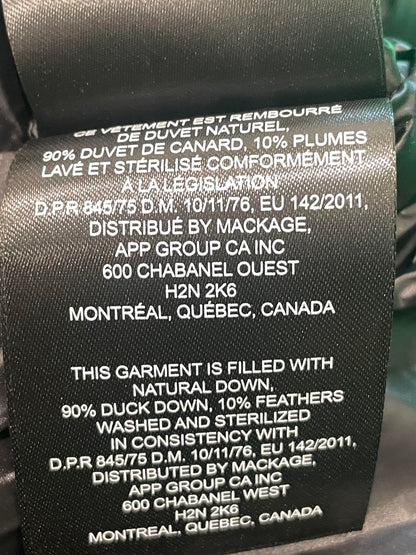 CE VÊTEMENT EST REMBOURRÉ
DE DUVET NATUREL,
90% DUVET DE CANARD, 10% PLUMES
LAVÉ ET STÉRILISÉ COMFORMÉMENT
A LA LEGISLATION
D.P.R 845/75 D.M. 10/11/76, EU 142/2011,
DISTRIBUÉ BY MACKAGE,
APP GROUP CA INC
600 CHABANEL OUEST
H2N 2K6
MONTRÉAL, QUÉBEC, CANADA
THIS GARMENT IS FILLED WITH
NATURAL DOWN,
90% DUCK DOWN, 10% FEATHERS
WASHED AND STERILIZED
IN CONSISTENCY WITH
D.P.R 845/75 D.M. 10/11/76, EU 142/2011,
DISTRIBUTED BY MACKAGE,
APP GROUP CA INC
600 CHABANEL WEST
H2N 2K6
MONTREAL, QUEBEC, CANADA